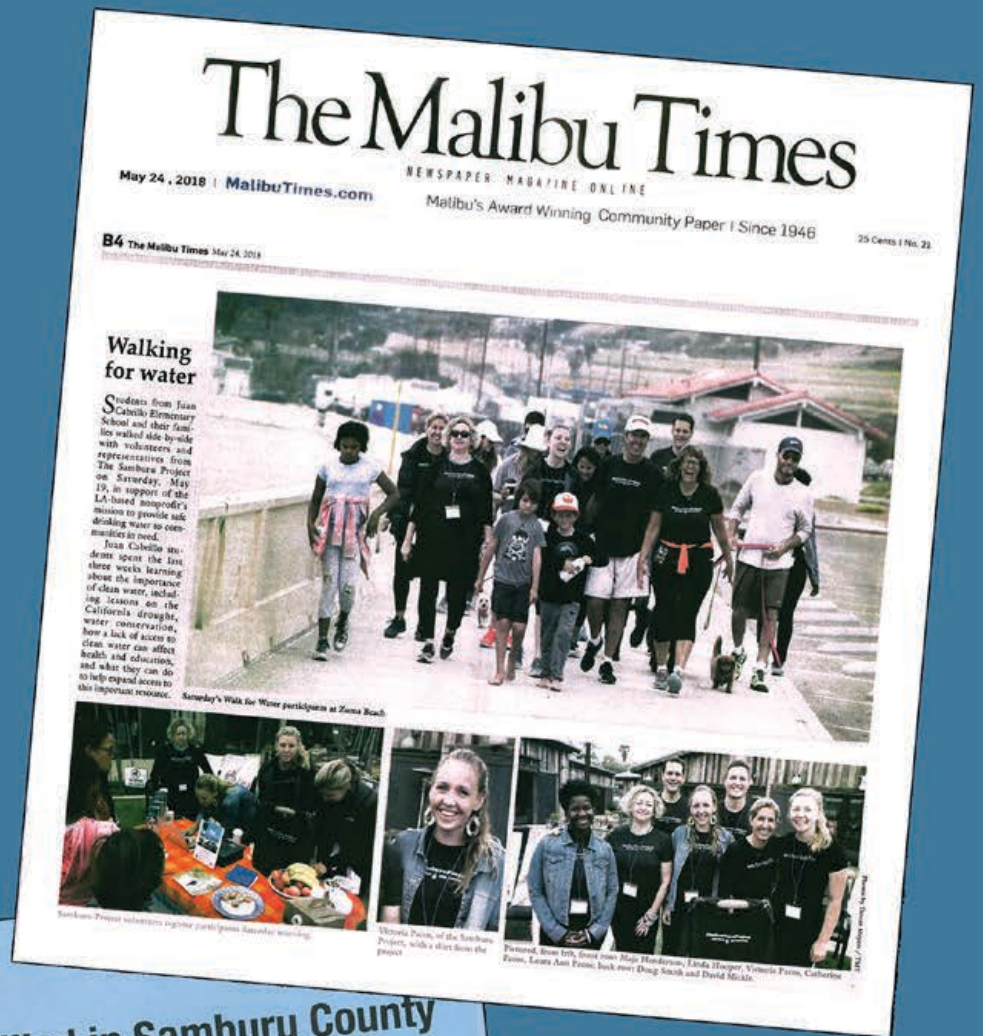 The Malibu Times
NEWSPAPER MAGAZINE ONLINE
May 24 , 2018 | MalibuTimes.com
Malibu's Award Winning Community Paper | Since 1946
25 Cents | No. 21
B4 The Malibu Times May 24, 2018
Walking
for water
Students from Juan
Cabrillo Elementary
School and their fami-
lies walked side-by-side
with volunteers and
representatives from
The Samburu Project
on Saturday, May
19, in support of the
LA-based nonprofit's
mission to provide safe
drinking water to com-
munities in need.
Juan Cabrillo stu-
dents spent the last
three weeks learning
about the importance
of clean water, includ-
ing lessons on the
California drought,
water conservation,
how a lack of access to
clean water can affect
health and education,
and what they can do
to help expand access to
this important resource.
Saturday's Walk for Water participants at Zuma Beach
Samburu Project volunteers register participants Saturday morning.
Victoria Pacos, of the Samburu
Project, with a shirt from the
project
Pictured, from left, front row: Maja Henderson, Linda Hooper, Victoria Pacos, Catherine
Pacos, Laura Ann Pacos; back row: Doug Smith and David Mickle.
Photos by / TMT
in Samburu County